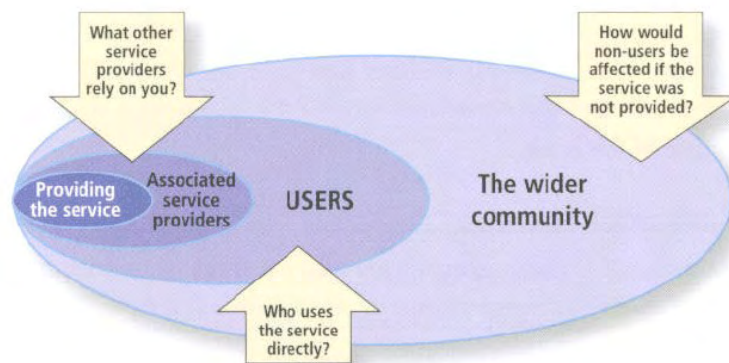 What other
service
providers
rely on you?
How would
non-users be
affected if the
service was
not provided?
Providing
the service
Associated
service
providers
USERS
The wider
community
Who uses
the service
directly?